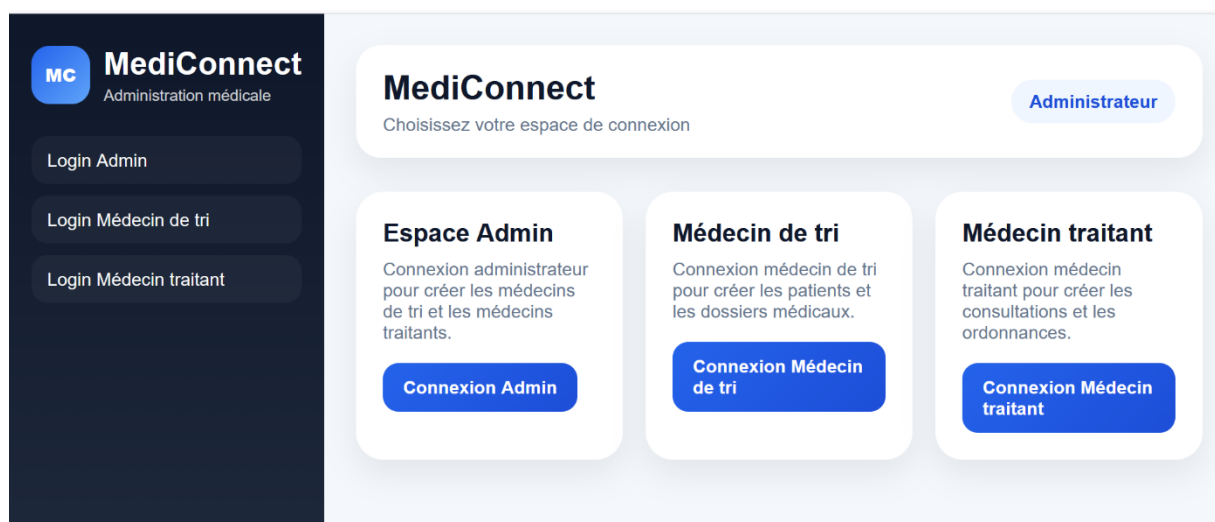 MC
MediConnect
Administration médicale
Login Admin
Login Médecin de tri
Login Médecin traitant
MediConnect
Choisissez votre espace de connexion
Administrateur
Espace Admin
Connexion administrateur
pour créer les médecins
de tri et les médecins
traitants.
Connexion Admin
Médecin de tri
Connexion médecin de tri
pour créer les patients et
les dossiers médicaux.
Connexion Médecin
de tri
Médecin traitant
Connexion médecin
traitant pour créer les
consultations et les
ordonnances.
Connexion Médecin
traitant